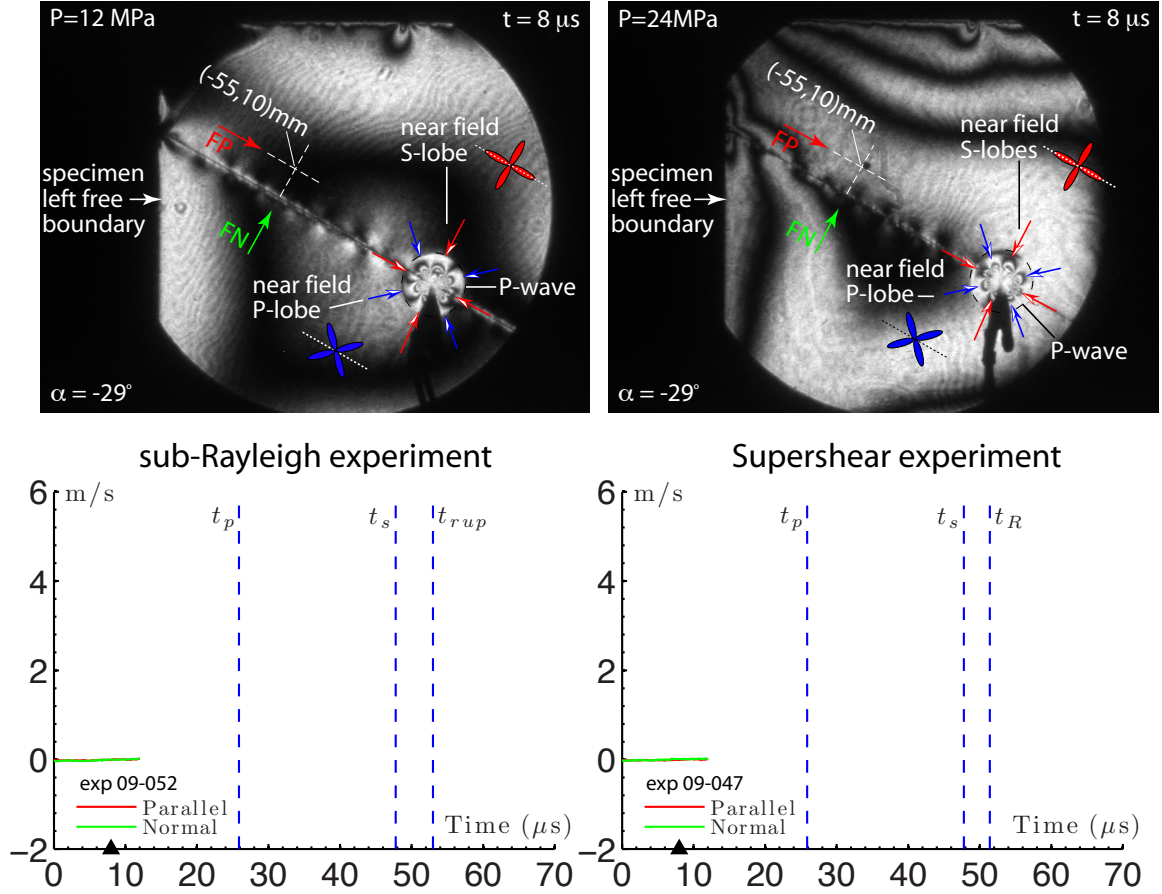 P=12 MPa
t = 8 μs
(-55,10)mm
FP
near field
S-lobe
specimen
left free
boundary
FN
near field
P-lobe
P-wave
α = -29°
P=24MPa
t = 8 μs
(-55,10)mm
FP
near field
S-lobes
specimen
left free
boundary
FN
near field
P-lobe
P-wave
α = -29°
sub-Rayleigh experiment
6 m/s
t_p t_s t_rup
4
2
0
exp 09-052
Parallel
Normal
Time (μs)
−2
0 10 20 30 40 50 60 70
Supershear experiment
6 m/s
t_p t_s t_R
4
2
0
exp 09-047
Parallel
Normal
Time (μs)
−2
0 10 20 30 40 50 60 70